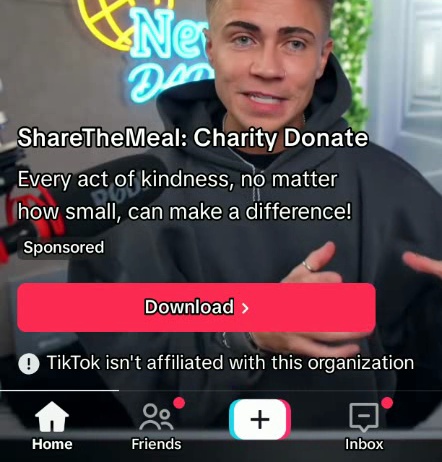 New
ShareTheMeal: Charity Donate
Every act of kindness, no matter
how small, can make a difference!
Sponsored
Download >
! TikTok isn't affiliated with this organization
Home
Friends
+
Inbox